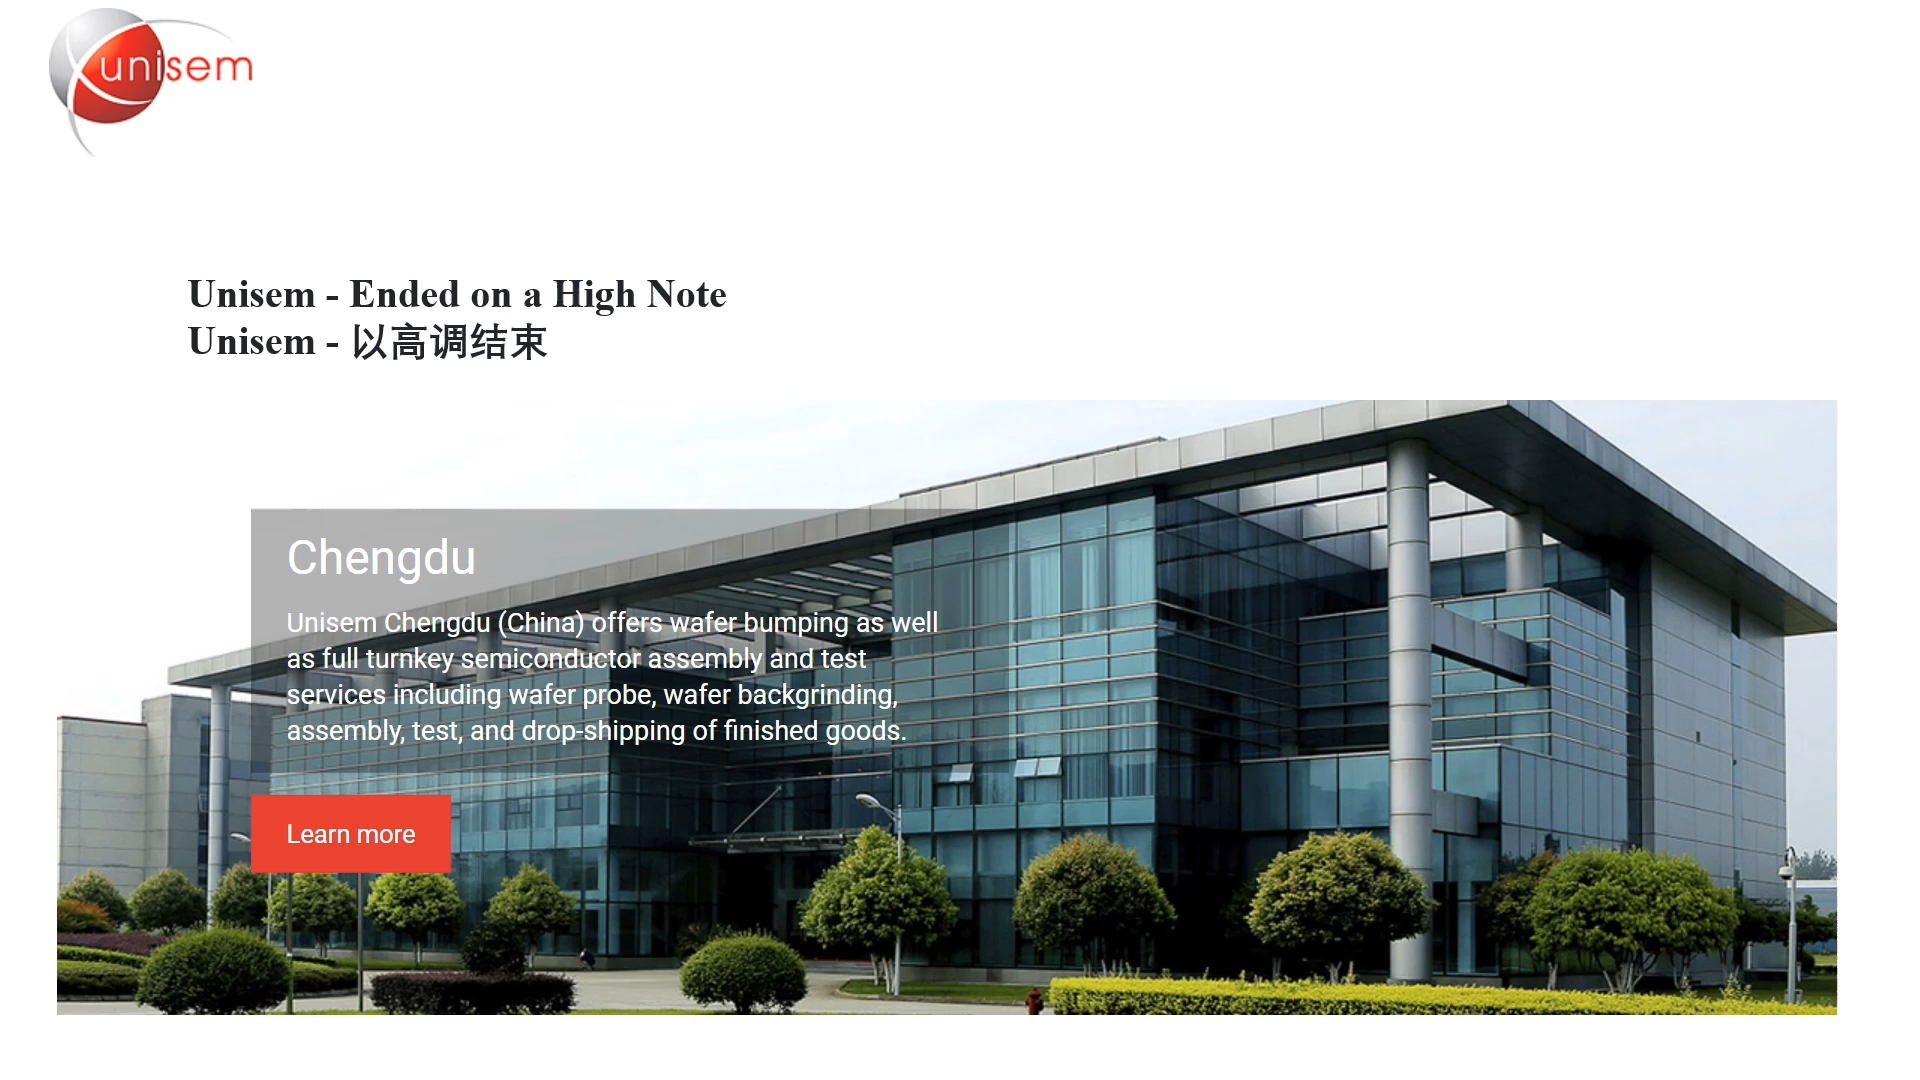 unisem
Unisem - Ended on a High Note
Unisem - 以高调结束
Chengdu
Unisem Chengdu (China) offers wafer bumping as well
as full turnkey semiconductor assembly and test
services including wafer probe, wafer backgrinding,
assembly, test, and drop-shipping of finished goods.
Learn more